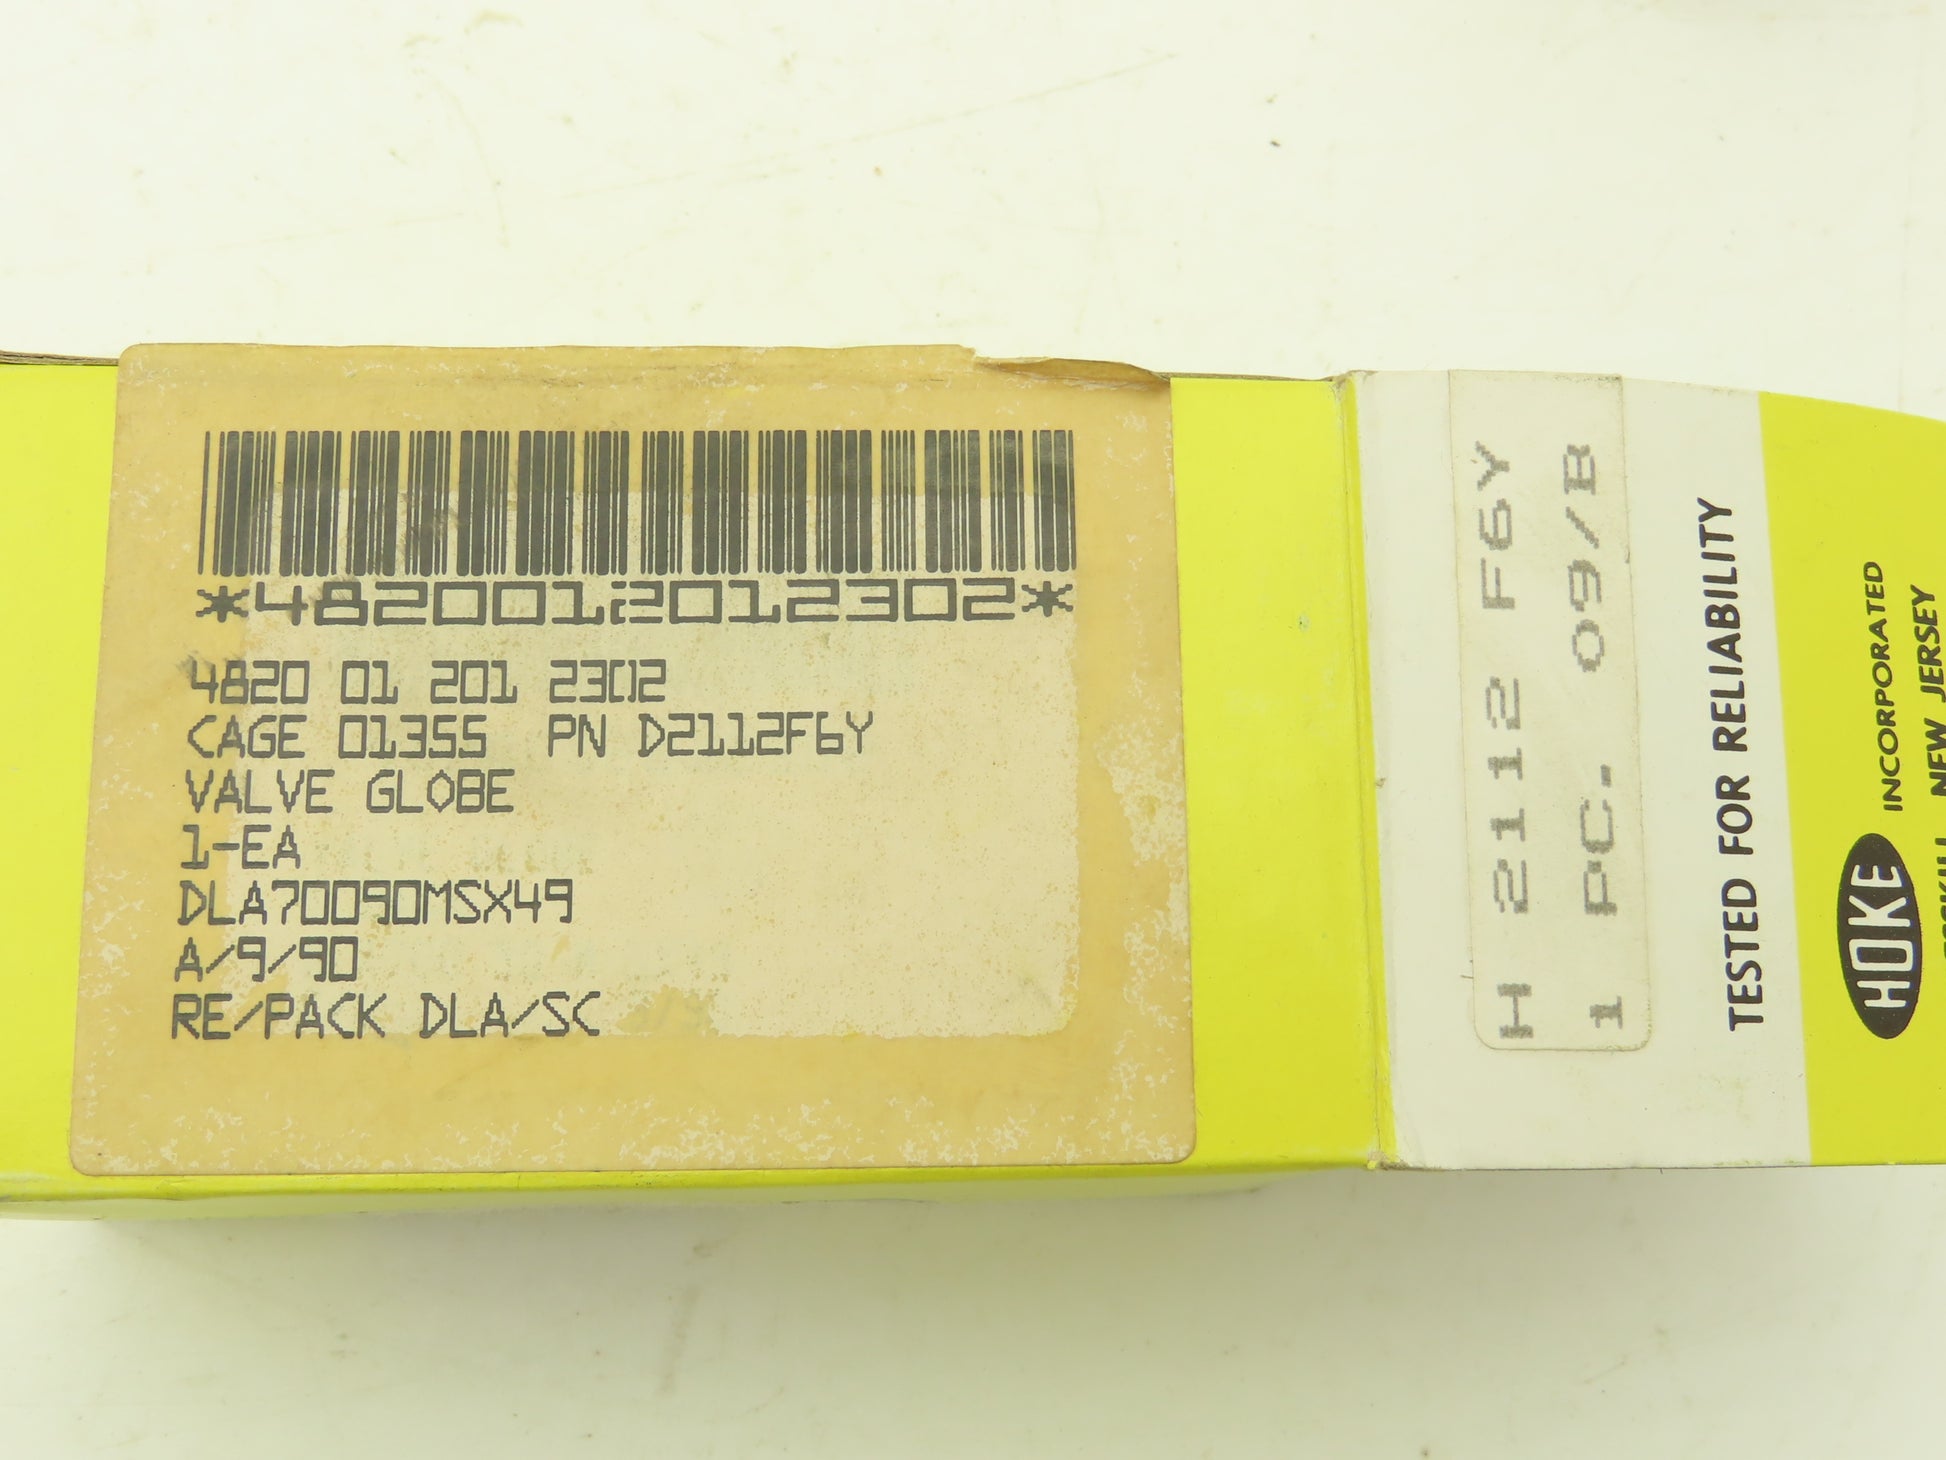 *4820012012302*
4820 01 201 2302
CAGE 01355 PN D2112F6Y
VALVE GLOBE
1-EA
DLA70090MSX49
A/9/90
RE/PACK DLA/SC
H 2112 F6Y
1 PC. 09/B
TESTED FOR RELIABILITY
HOKE INCORPORATED
NEW JERSEY